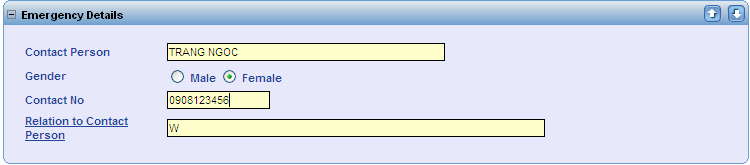 Emergency Details
Contact Person TRANG NGOC
Gender Male Female
Contact No 0908123456
Relation to Contact
Person W